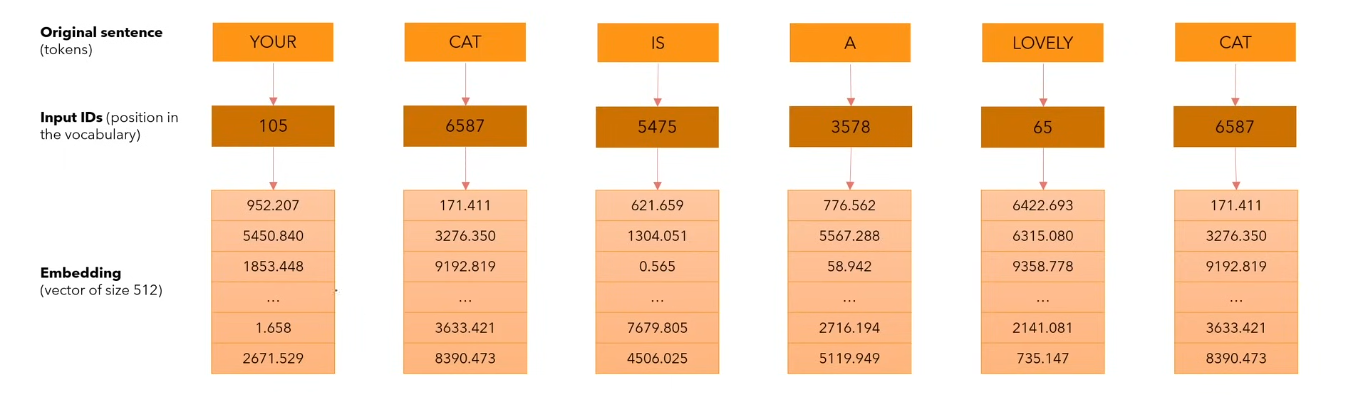 Original sentence
(tokens)
YOUR CAT IS A LOVELY CAT
Input IDs (position in
the vocabulary)
105 6587 5475 3578 65 6587
952.207 171.411 621.659 776.562 6422.693 171.411
5450.840 3276.350 1304.051 5567.288 6315.080 3276.350
1853.448 9192.819 0.565 58.942 9358.778 9192.819
Embedding
(vector of size 512)
... ... ... ... ... ...
1.658 3633.421 7679.805 2716.194 2141.081 3633.421
2671.529 8390.473 4506.025 5119.949 735.147 8390.473